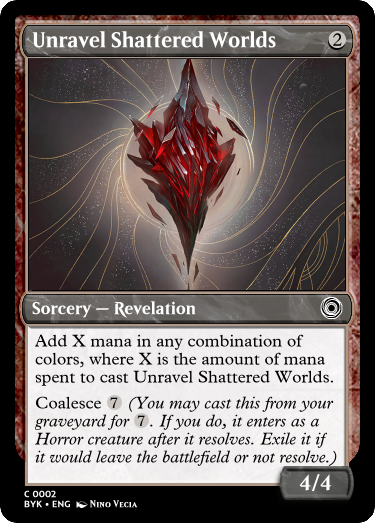 Unravel Shattered Worlds 2
Sorcery — Revelation
Add X mana in any combination of
colors, where X is the amount of mana
spent to cast Unravel Shattered Worlds.
Coalesce 7 (You may cast this from your
graveyard for 7. If you do, it enters as a
Horror creature after it resolves. Exile it if
it would leave the battlefield or not resolve.)
4/4
C 0002
BYK • ENG Nino Vecia